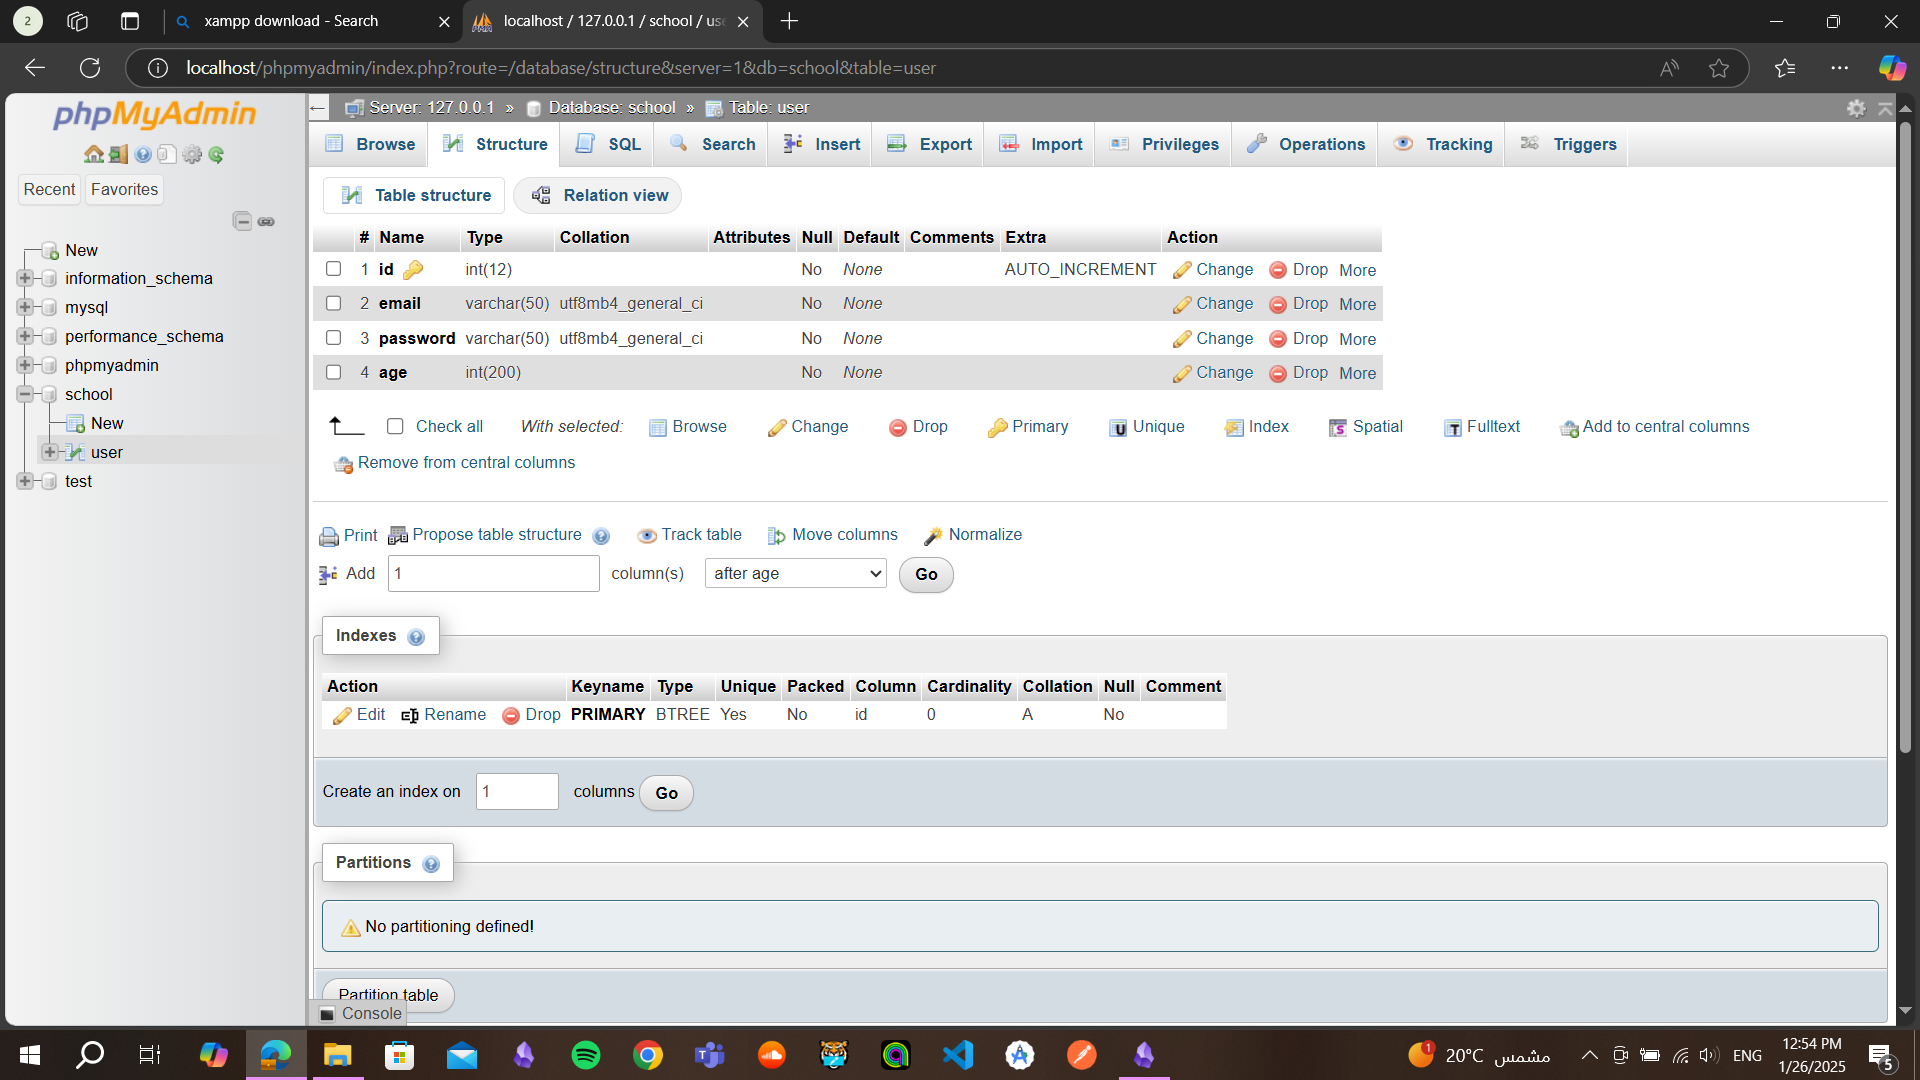 2
xampp download - Search
localhost / 127.0.0.1 / school / use
localhost/phpmyadmin/index.php?route=/database/structure&server=1&db=school&table=user
phpMyAdmin
Recent Favorites
New
information_schema
mysql
performance_schema
phpmyadmin
school
New
user
test
Server: 127.0.0.1 » Database: school » Table: user
Browse Structure SQL Search Insert Export Import Privileges Operations Tracking Triggers
Table structure Relation view
# Name Type Collation Attributes Null Default Comments Extra Action
1 id int(12) No None AUTO_INCREMENT Change Drop More
2 email varchar(50) utf8mb4_general_ci No None Change Drop More
3 password varchar(50) utf8mb4_general_ci No None Change Drop More
4 age int(200) No None Change Drop More
Check all With selected: Browse Change Drop Primary Unique Index Spatial Fulltext Add to central columns
Remove from central columns
Print Propose table structure Track table Move columns Normalize
Add 1 column(s) after age Go
Indexes
Action Keyname Type Unique Packed Column Cardinality Collation Null Comment
Edit Rename Drop PRIMARY BTREE Yes No id 0 A No
Create an index on 1 columns Go
Partitions
No partitioning defined!
Partition table
Console
1 20°C مشمس
ENG
12:54 PM
1/26/2025
5